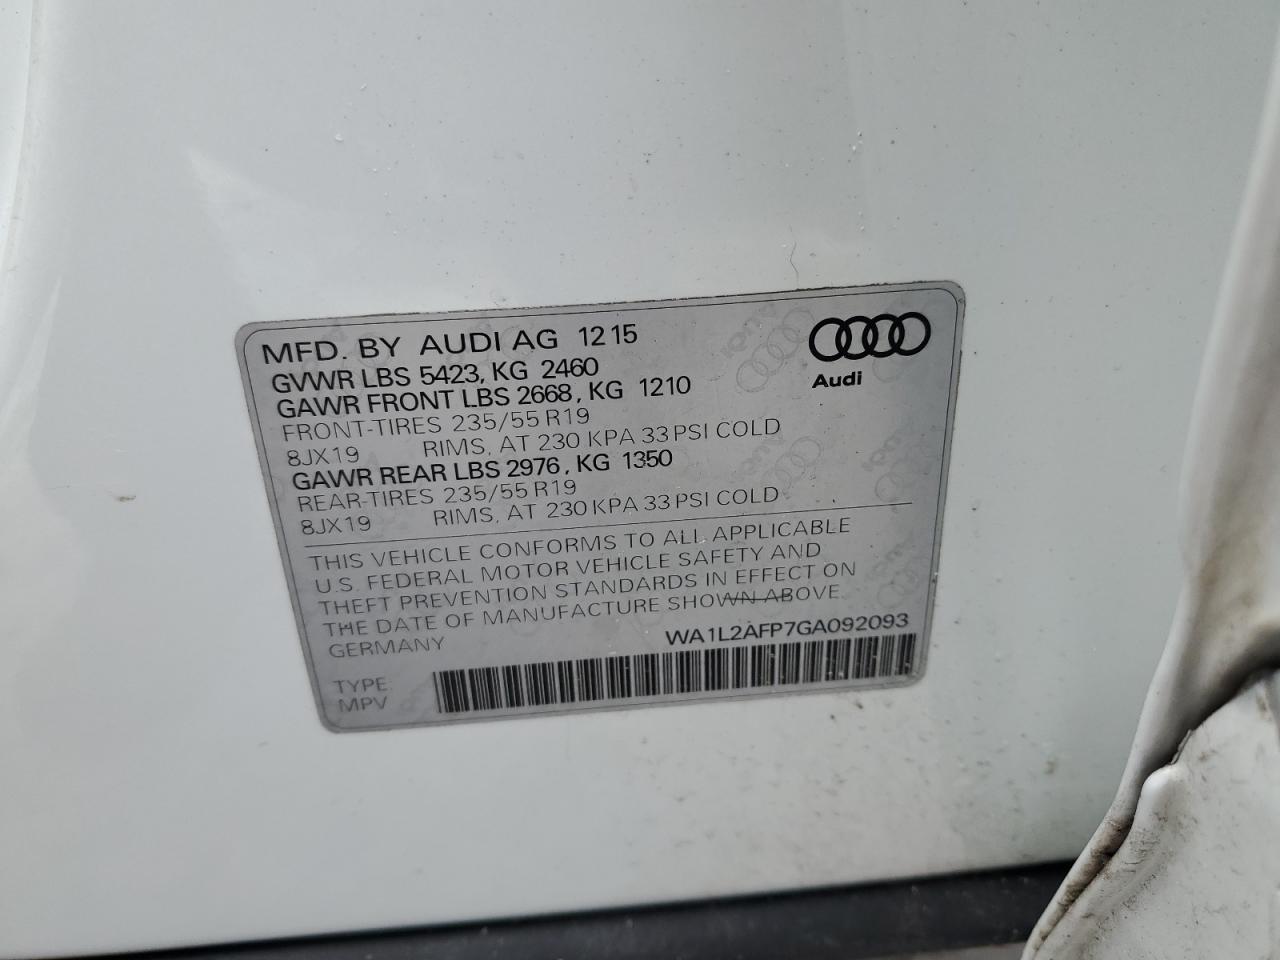 MFD. BY AUDI AG 12 15
GVWR LBS 5423, KG 2460
GAWR FRONT LBS 2668, KG 1210
FRONT-TIRES 235/55 R19
8JX19 RIMS, AT 230 KPA 33 PSI COLD
GAWR REAR LBS 2976, KG 1350
REAR-TIRES 235/55 R19
8JX19 RIMS, AT 230 KPA 33 PSI COLD
Audi
THIS VEHICLE CONFORMS TO ALL APPLICABLE
U.S. FEDERAL MOTOR VEHICLE SAFETY AND
THEFT PREVENTION STANDARDS IN EFFECT ON
THE DATE OF MANUFACTURE SHOWN ABOVE.
GERMANY
WA1L2AFP7GA092093
TYPE:
MPV